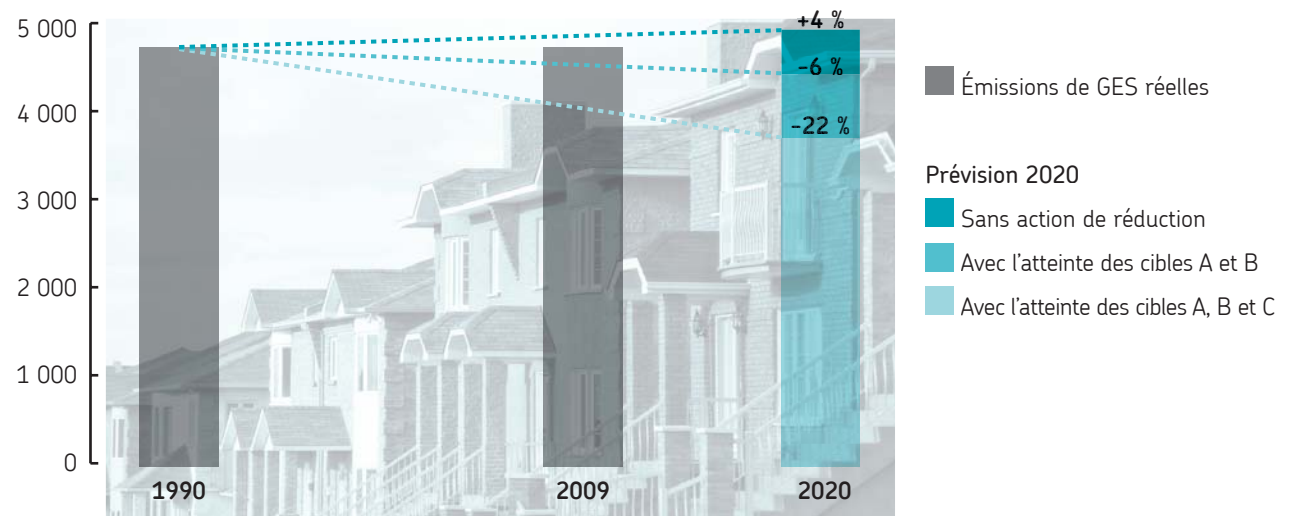 5 000
4 000
3 000
2 000
1 000
0
1990
2009
2020
+4 %
-6 %
-22 %
Émissions de GES réelles
Prévision 2020
Sans action de réduction
Avec l'atteinte des cibles A et B
Avec l'atteinte des cibles A, B et C